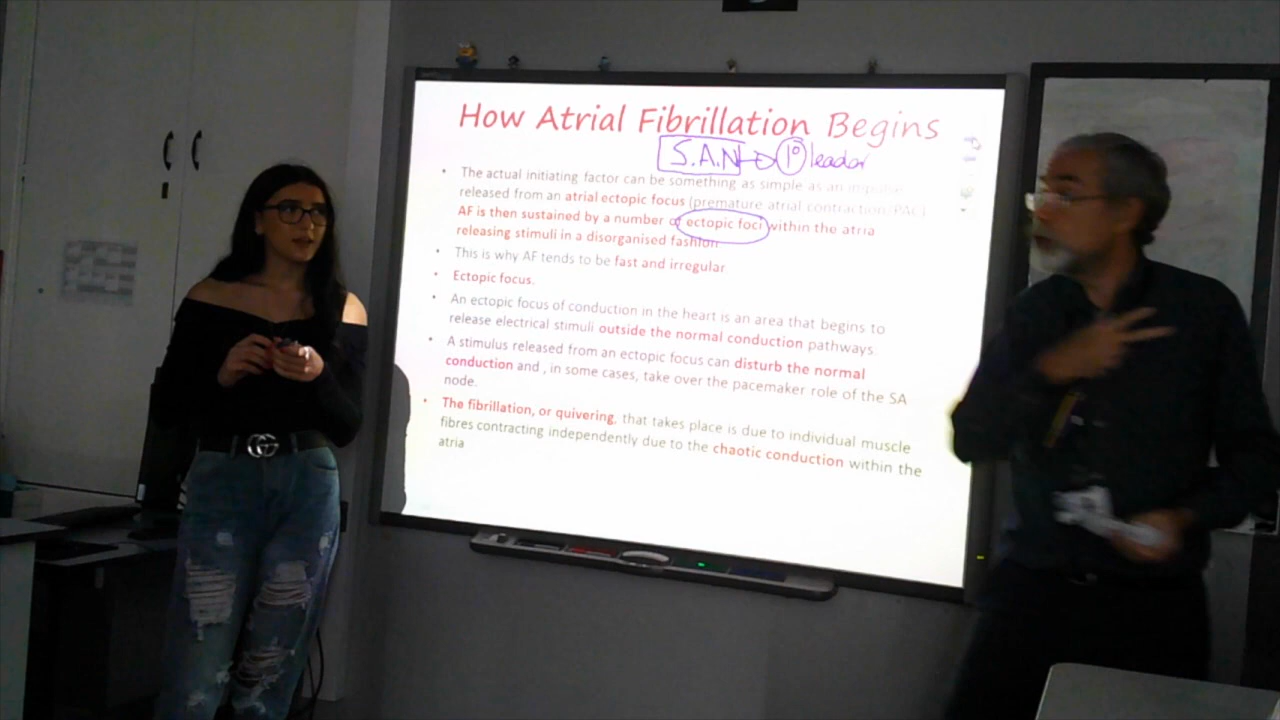 How Atrial Fibrillation Begins
S.A.N → 1° leader
• The actual initiating factor can be something as simple as an impulse
released from an atrial ectopic focus (premature atrial contraction/PAC)
AF is then sustained by a number of ectopic foci within the atria
releasing stimuli in a disorganised fashion
• This is why AF tends to be fast and irregular
• Ectopic focus.
• An ectopic focus of conduction in the heart is an area that begins to
release electrical stimuli outside the normal conduction pathways.
• A stimulus released from an ectopic focus can disturb the normal
conduction and , in some cases, take over the pacemaker role of the SA
node.
• The fibrillation, or quivering, that takes place is due to individual muscle
fibres contracting independently due to the chaotic conduction within the
atria